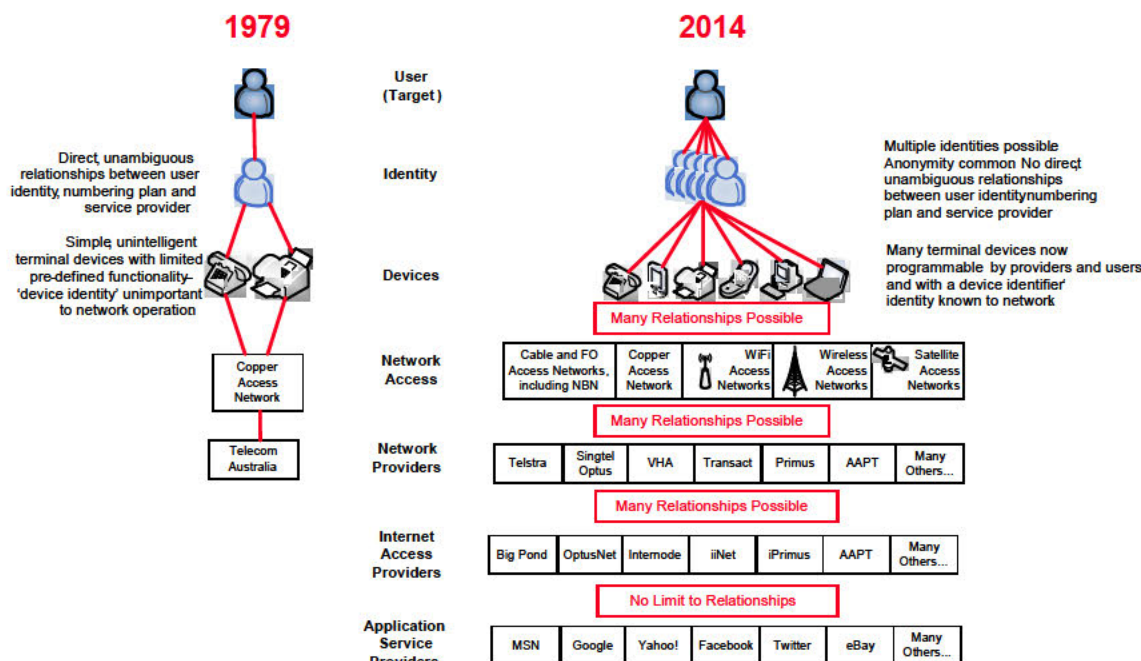 1979
2014
User
(Target)
Direct, unambiguous
relationships between user
identity, numbering plan and
service provider
Identity
Multiple identities possible
Anonymity common No direct,
unambiguous relationships
between user identitynumbering
plan and service provider
Simple, unintelligent
terminal devices with limited
pre-defined functionality–
'device identity' unimportant
to network operation
Devices
Many terminal devices now
programmable by providers and users
and with a device identifier'
identity known to network
Many Relationships Possible
Copper
Access
Network
Network
Access
Cable and FO
Access Networks,
including NBN
Copper
Access
Network
WiFi
Access
Networks
Wireless
Access
Networks
Satellite
Access
Networks
Many Relationships Possible
Telecom
Australia
Network
Providers
Telstra
Singtel
Optus
VHA
Transact
Primus
AAPT
Many
Others...
Many Relationships Possible
Internet
Access
Providers
Big Pond
OptusNet
Internode
iiNet
iPrimus
AAPT
Many
Others...
No Limit to Relationships
Application
Service
Providers
MSN
Google
Yahoo!
Facebook
Twitter
eBay
Many
Others...